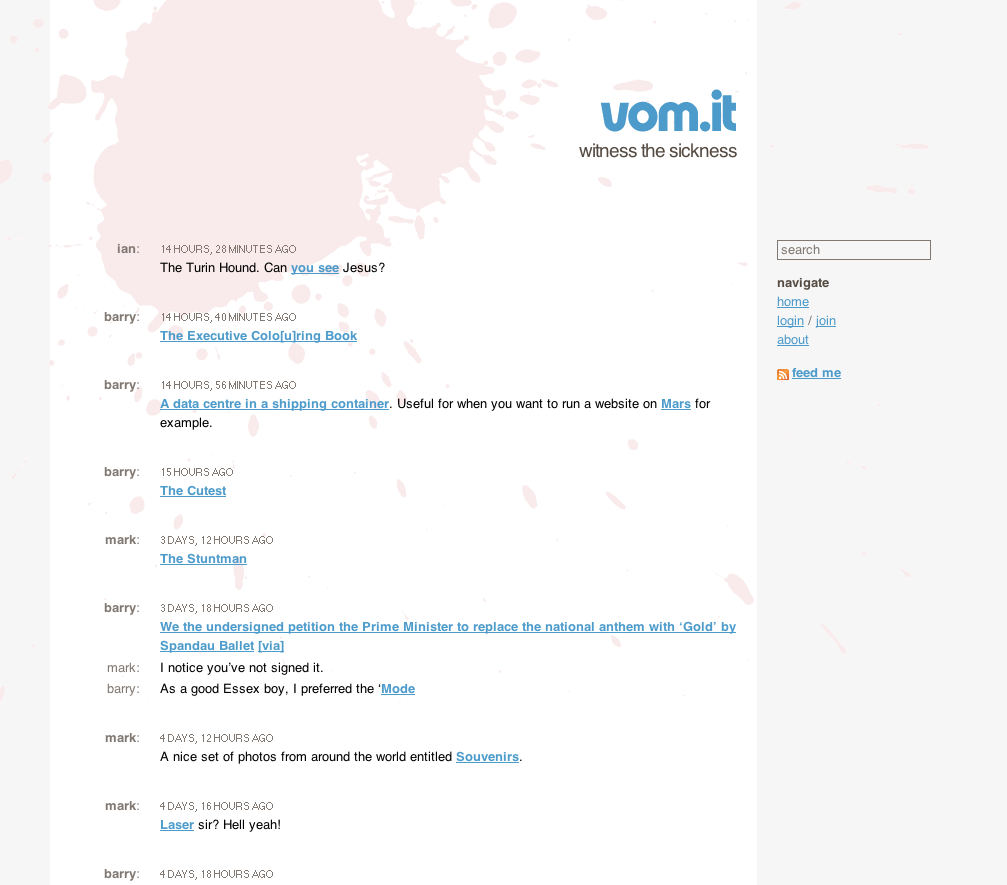 vom.it
witness the sickness
ian: 14 HOURS, 28 MINUTES AGO
The Turin Hound. Can you see Jesus?
barry: 14 HOURS, 40 MINUTES AGO
The Executive Colo[u]ring Book
barry: 14 HOURS, 56 MINUTES AGO
A data centre in a shipping container. Useful for when you want to run a website on Mars for
example.
barry: 15 HOURS AGO
The Cutest
mark: 3 DAYS, 12 HOURS AGO
The Stuntman
barry: 3 DAYS, 18 HOURS AGO
We the undersigned petition the Prime Minister to replace the national anthem with ‘Gold’ by
Spandau Ballet [via]
mark: I notice you’ve not signed it.
barry: As a good Essex boy, I preferred the ‘Mode
mark: 4 DAYS, 12 HOURS AGO
A nice set of photos from around the world entitled Souvenirs.
mark: 4 DAYS, 16 HOURS AGO
Laser sir? Hell yeah!
barry: 4 DAYS, 18 HOURS AGO
search
navigate
home
login / join
about
feed me